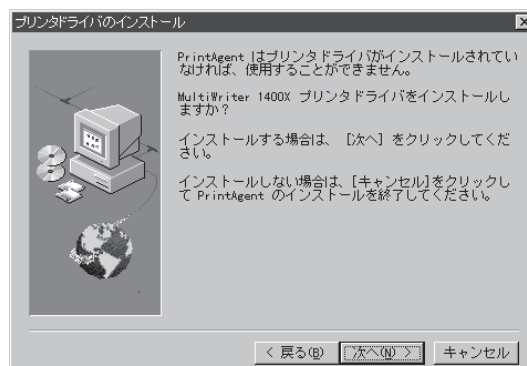 プリンタドライバのインストール
PrintAgent はプリンタドライバがインストールされてい
なければ、使用することができません。
MultiWriter 1400X プリンタドライバをインストールし
ますか？
インストールする場合は、［次へ］をクリックしてくだ
さい。
インストールしない場合は、[キャンセル]をクリックし
て PrintAgent のインストールを終了してください。
< 戻る(B) 次へ(N) > キャンセル